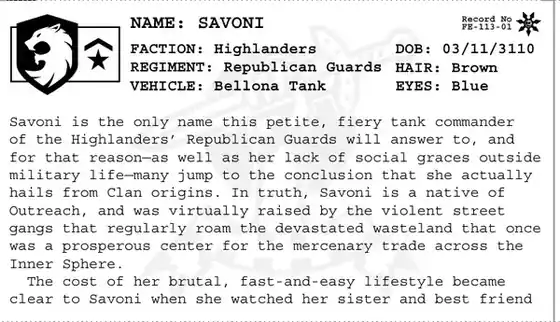 NAME: SAVONI
Record No
FE-113-01
FACTION: Highlanders
DOB: 03/11/3110
REGIMENT: Republican Guards
HAIR: Brown
VEHICLE: Bellona Tank
EYES: Blue
Savoni is the only name this petite, fiery tank commander
of the Highlanders’ Republican Guards will answer to, and
for that reason—as well as her lack of social graces outside
military life—many jump to the conclusion that she actually
hails from Clan origins. In truth, Savoni is a native of
Outreach, and was virtually raised by the violent street
gangs that regularly roam the devastated wasteland that once
was a prosperous center for the mercenary trade across the
Inner Sphere.
The cost of her brutal, fast-and-easy lifestyle became
clear to Savoni when she watched her sister and best friend